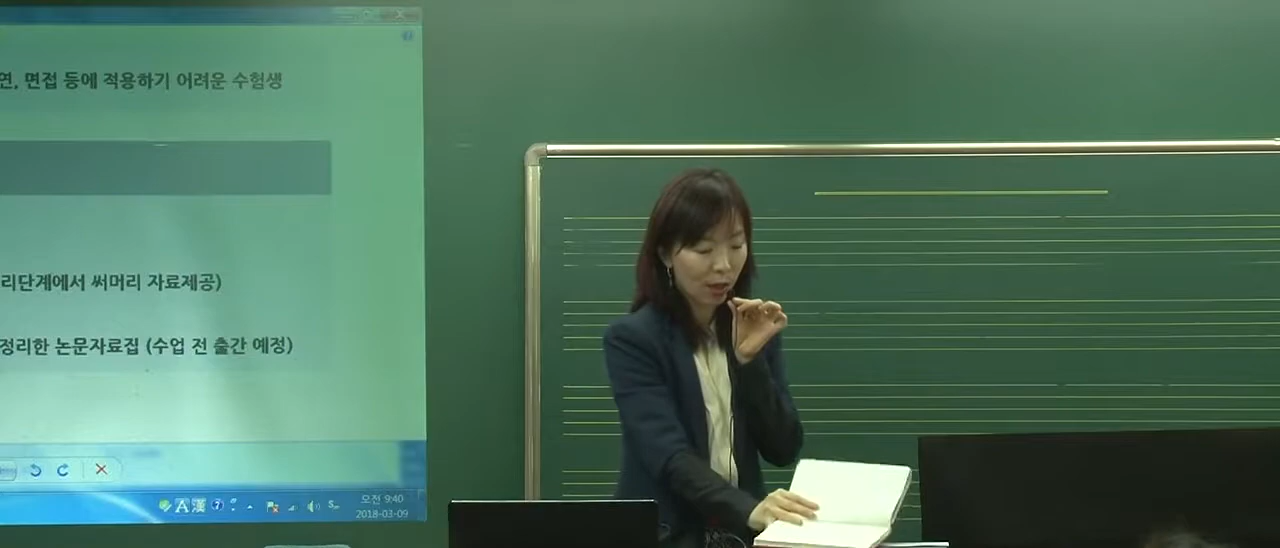 연, 면접 등에 적용하기 어려운 수험생
리단계에서 써머리 자료제공)
정리한 논문자료집 (수업 전 출간 예정)
A 漢
오전 9:40
2018-03-09